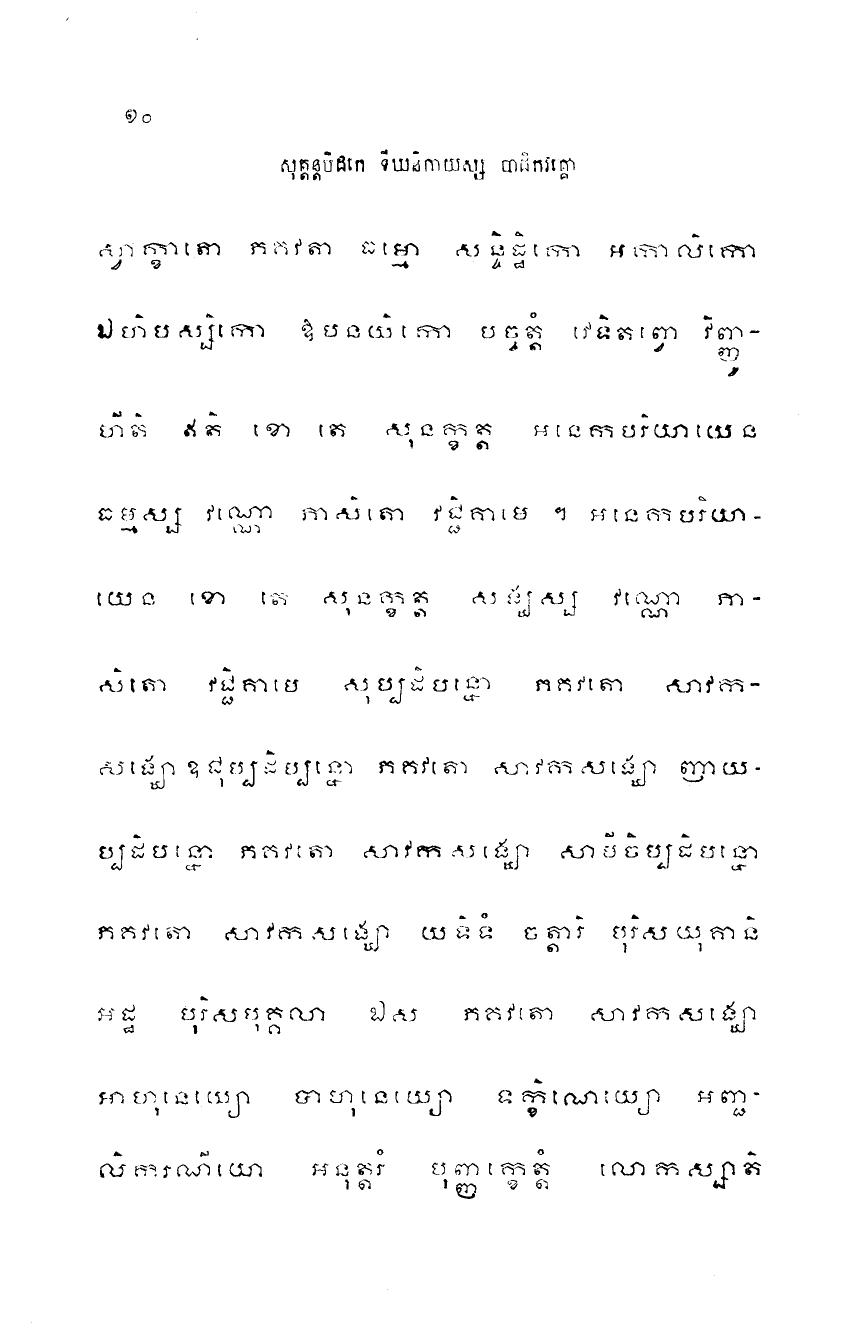 ១០
សុត្តន្តបិដកេ ទីឃនិកាយស្ស បាដិកវគ្គោ
ស្វាក្ខាតោ ភគវតា ធម្មោ សន្ទិដ្ឋិកោ អកាលិកោ
ឯហិបស្សិកោ ឱបនយិកោ បច្ចត្តំ វេទិតព្វោ វិញ្ញូ-
ហីតិ ឥតិ ខោ តេ សុនក្ខត្ត អនេកបរិយាយេន
ធម្មស្ស វណ្ណោ ភាសិតោ វជ្ជិគាមេ ។ អនេកបរិយា-
យេន ខោ តេ សុនក្ខត្ត សង្ឃស្ស វណ្ណោ ភា-
សិតោ វជ្ជិគាមេ សុប្បដិបន្នោ ភគវតោ សាវក-
សង្ឃោ ឧជុប្បដិប្បន្នោ ភគវតោ សាវកសង្ឃោ ញាយ-
ប្បដិបន្នោ ភគវតោ សាវកសង្ឃោ សាមីចិប្បដិបន្នោ
ភគវតោ សាវកសង្ឃោ យទិទំ ចត្តារិ បុរិសយុគានិ
អដ្ឋ បុរិសបុគ្គលា ឯស ភគវតោ សាវកសង្ឃោ
អាហុនេយ្យោ បាហុនេយ្យោ ទក្ខិណេយ្យោ អញ្ជ-
លិករណីយោ អនុត្តរំ បុញ្ញក្ខេត្តំ លោកស្សាតិ